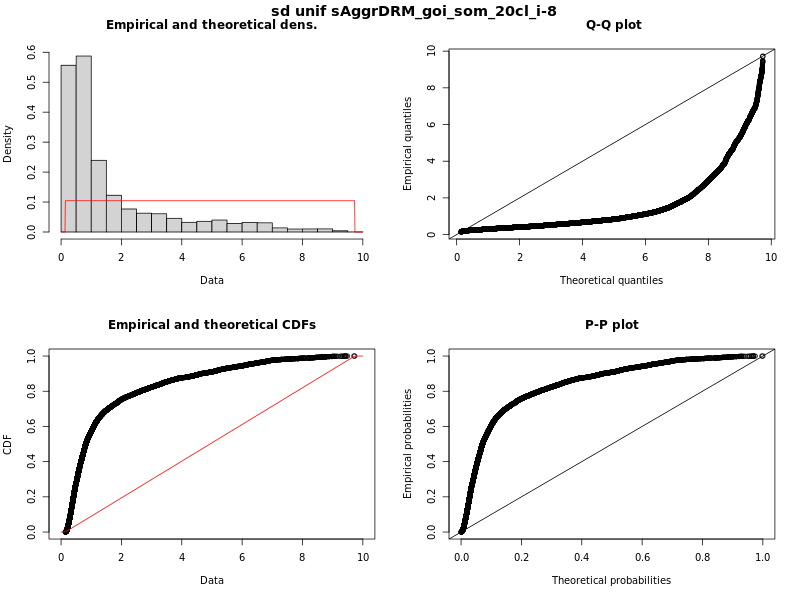 sd unif sAggrDRM_goi_som_20cl_i-8
Empirical and theoretical dens.
Density
0.0 0.1 0.2 0.3 0.4 0.5 0.6
0 2 4 6 8 10
Data
Q-Q plot
Empirical quantiles
0 2 4 6 8 10
0 2 4 6 8 10
Theoretical quantiles
Empirical and theoretical CDFs
CDF
0.0 0.2 0.4 0.6 0.8 1.0
0 2 4 6 8 10
Data
P-P plot
Empirical probabilities
0.0 0.2 0.4 0.6 0.8 1.0
0.0 0.2 0.4 0.6 0.8 1.0
Theoretical probabilities